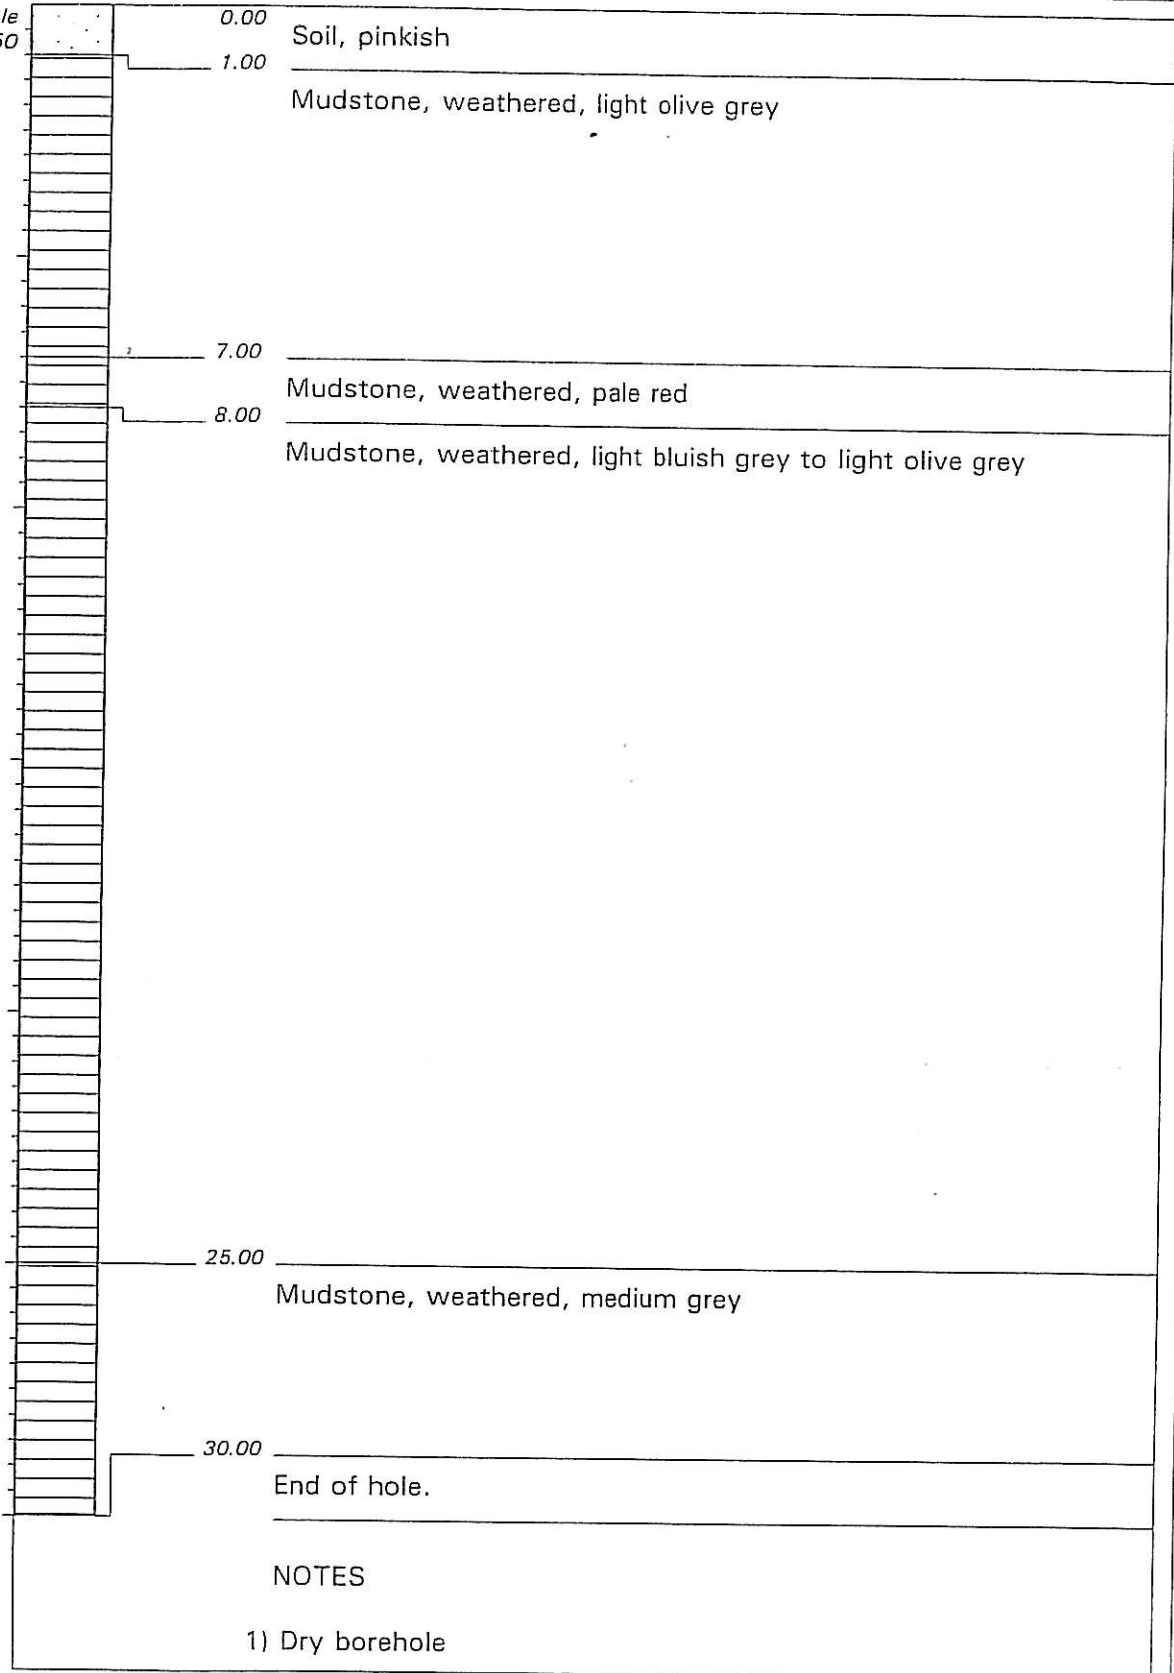 le
50
0.00
Soil, pinkish
1.00
Mudstone, weathered, light olive grey
7.00
Mudstone, weathered, pale red
8.00
Mudstone, weathered, light bluish grey to light olive grey
25.00
Mudstone, weathered, medium grey
30.00
End of hole.
NOTES
1) Dry borehole